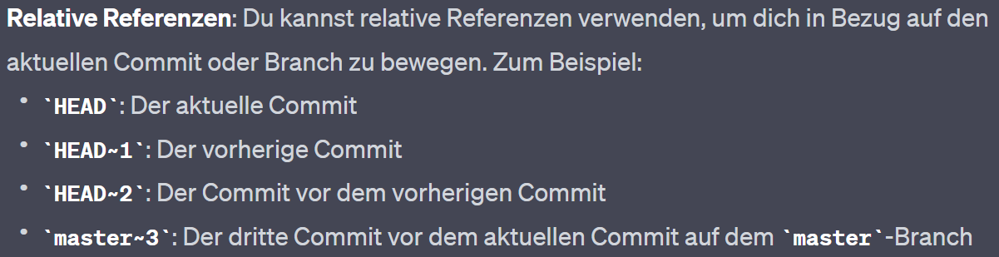 Relative Referenzen: Du kannst relative Referenzen verwenden, um dich in Bezug auf den
aktuellen Commit oder Branch zu bewegen. Zum Beispiel:
• `HEAD`: Der aktuelle Commit
• `HEAD~1`: Der vorherige Commit
• `HEAD~2`: Der Commit vor dem vorherigen Commit
• `master~3`: Der dritte Commit vor dem aktuellen Commit auf dem `master`-Branch